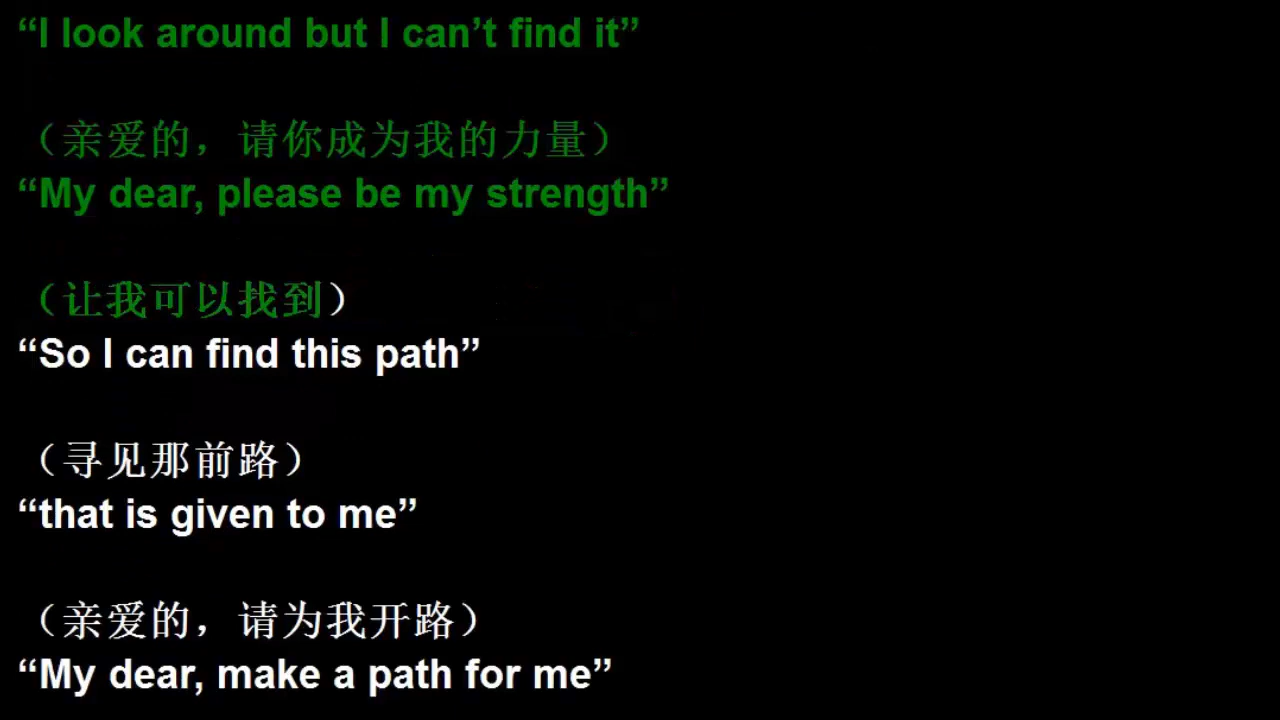 “I look around but I can’t find it”
（亲爱的，请你成为我的力量）
“My dear, please be my strength”
（让我可以找到）
“So I can find this path”
（寻见那前路）
“that is given to me”
（亲爱的，请为我开路）
“My dear, make a path for me”